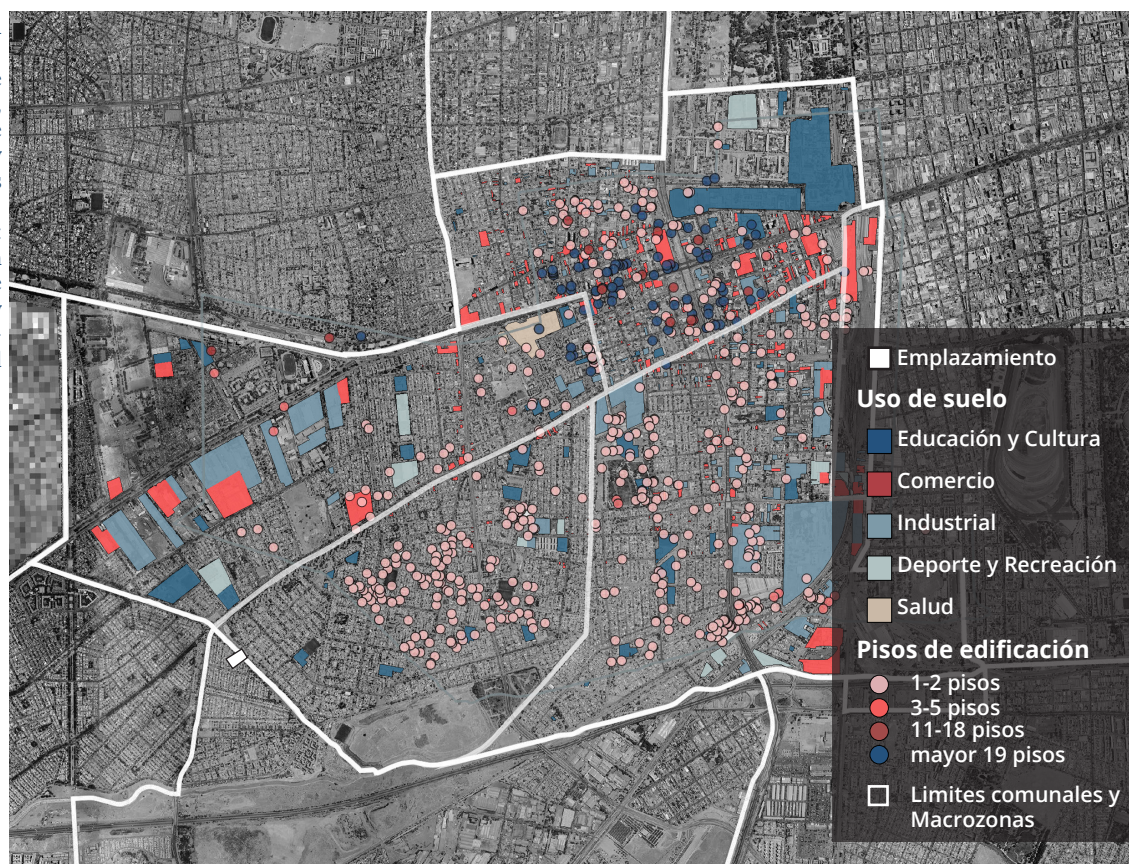 Emplazamiento
Uso de suelo
Educación y Cultura
Comercio
Industrial
Deporte y Recreación
Salud
Pisos de edificación
1-2 pisos
3-5 pisos
11-18 pisos
mayor 19 pisos
Limites comunales y
Macrozonas